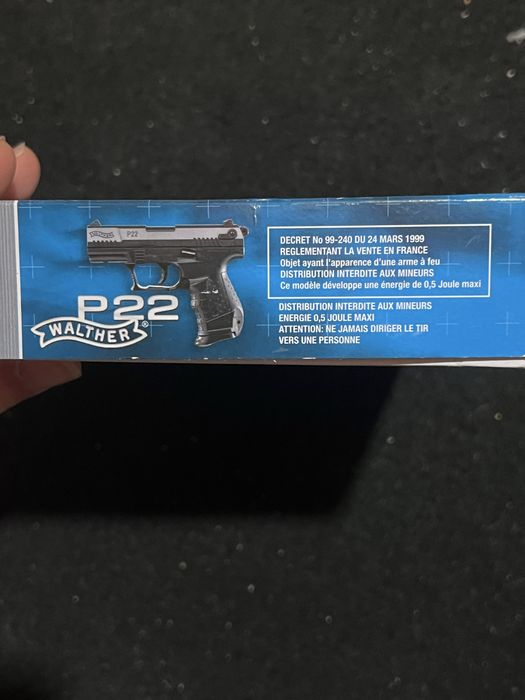 WALTHER P22
P22
WALTHER®
DECRET No 99-240 DU 24 MARS 1999
REGLEMENTANT LA VENTE EN FRANCE
Objet ayant l'apparence d'une arme à feu
DISTRIBUTION INTERDITE AUX MINEURS
Ce modèle développe une énergie de 0,5 Joule maxi
DISTRIBUTION INTERDITE AUX MINEURS
ENERGIE 0,5 JOULE MAXI
ATTENTION: NE JAMAIS DIRIGER LE TIR
VERS UNE PERSONNE